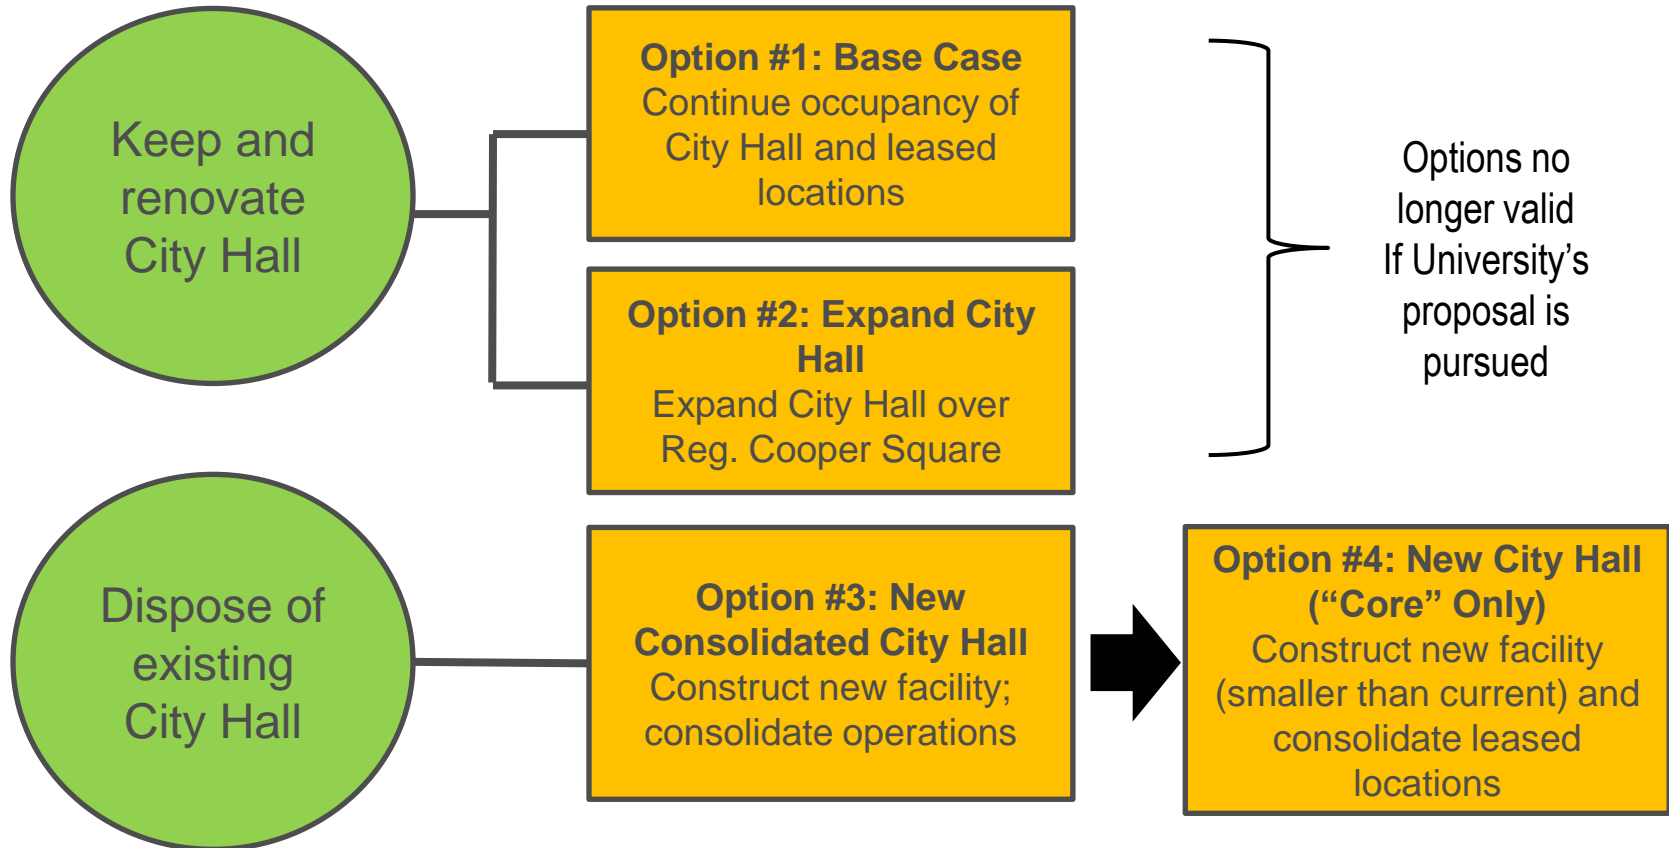 Keep and
renovate
City Hall
Option #1: Base Case
Continue occupancy of
City Hall and leased
locations
Option #2: Expand City
Hall
Expand City Hall over
Reg. Cooper Square
Options no
longer valid
If University’s
proposal is
pursued
Dispose of
existing
City Hall
Option #3: New
Consolidated City Hall
Construct new facility;
consolidate operations
Option #4: New City Hall
(“Core” Only)
Construct new facility
(smaller than current) and
consolidate leased
locations